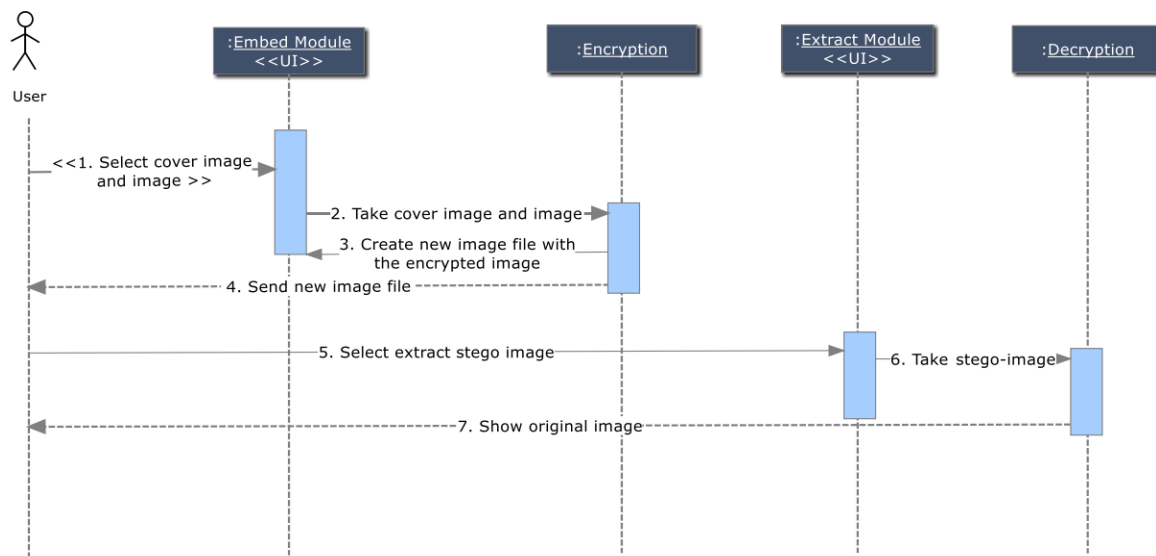 :Embed Module
<<UI>>
:Encryption
:Extract Module
<<UI>>
:Decryption
User
<<1. Select cover image
and image >>
2. Take cover image and image
3. Create new image file with
the encrypted image
4. Send new image file
5. Select extract stego image
6. Take stego-image
7. Show original image